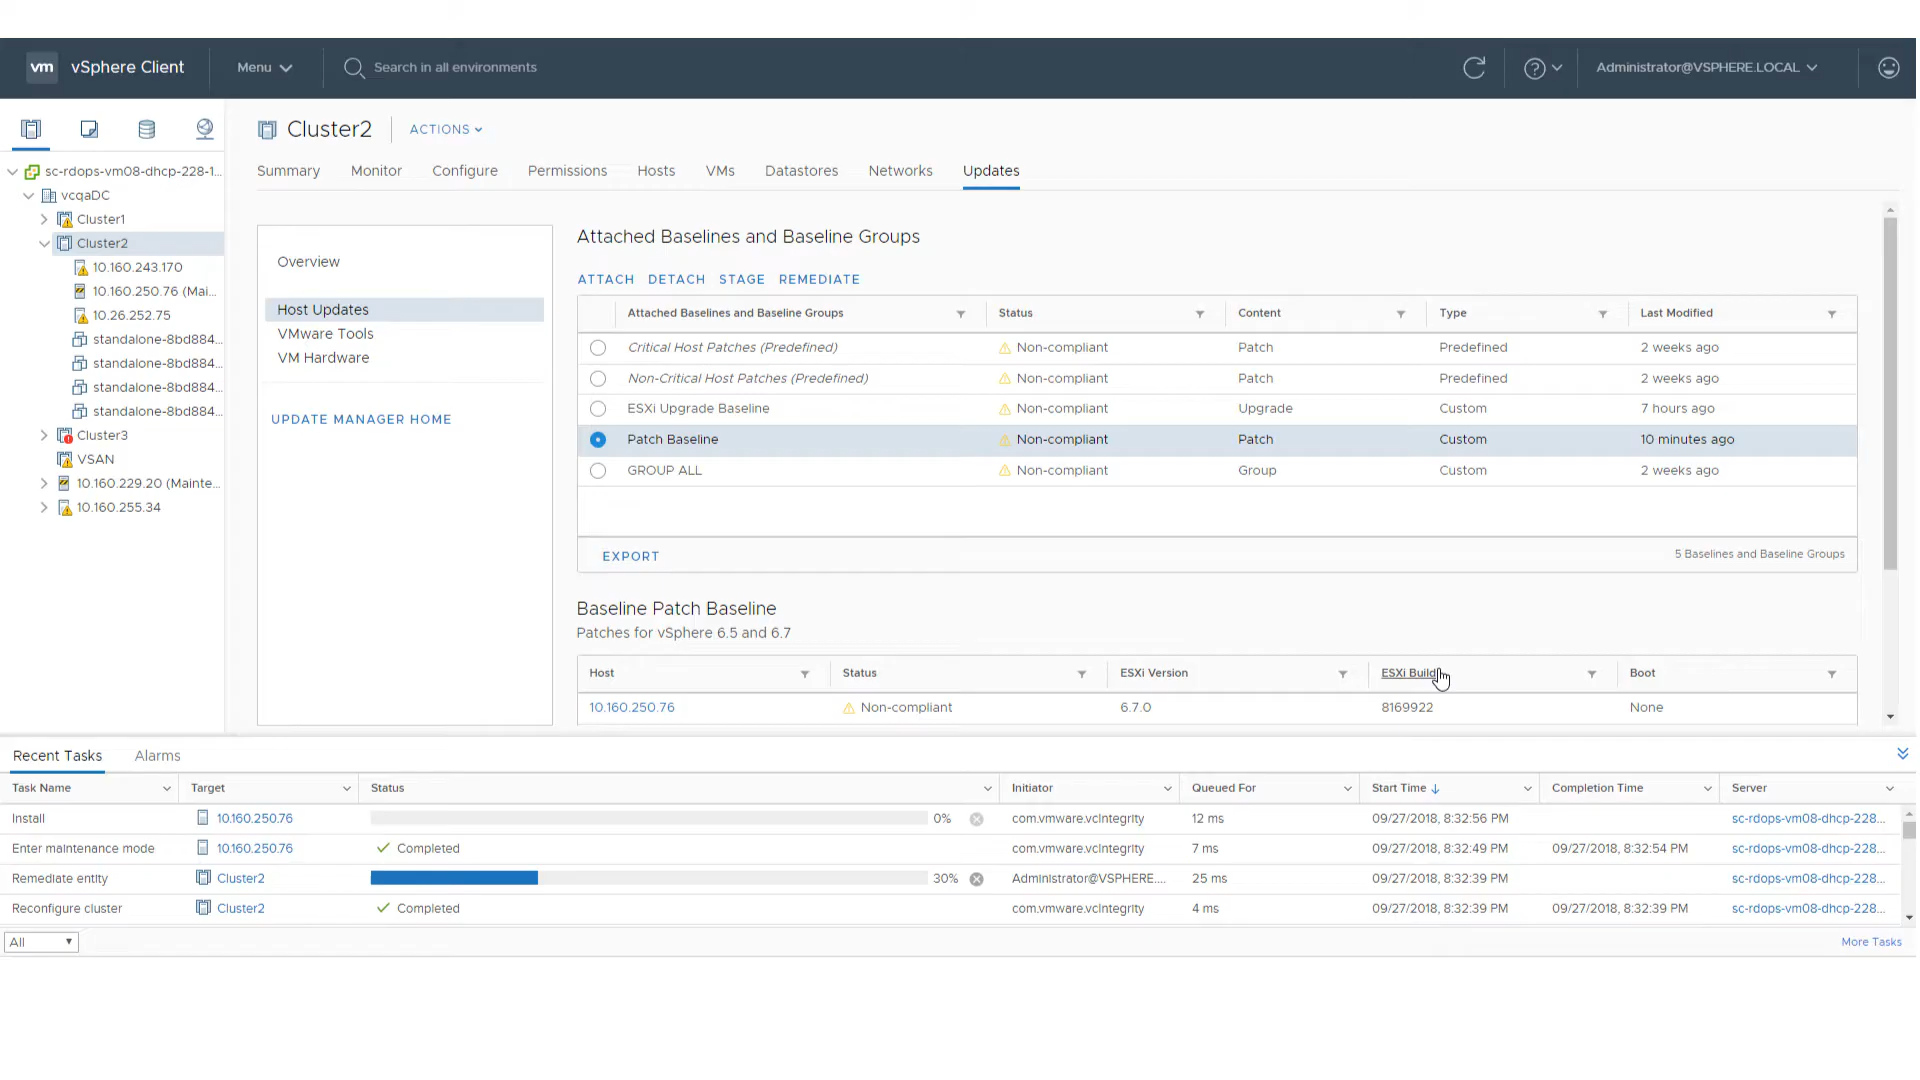 vm vSphere Client Menu Search in all environments Administrator@VSPHERE.LOCAL
Cluster2 ACTIONS
Summary Monitor Configure Permissions Hosts VMs Datastores Networks Updates
sc-rdops-vm08-dhcp-228-1...
vcqaDC
Cluster1
Cluster2
10.160.243.170
10.160.250.76 (Mai...
10.26.252.75
standalone-8bd884...
standalone-8bd884...
standalone-8bd884...
standalone-8bd884...
Cluster3
VSAN
10.160.229.20 (Mainte...
10.160.255.34
Overview
Host Updates
VMware Tools
VM Hardware
UPDATE MANAGER HOME
Attached Baselines and Baseline Groups
ATTACH DETACH STAGE REMEDIATE
Attached Baselines and Baseline Groups Status Content Type Last Modified
Critical Host Patches (Predefined) Non-compliant Patch Predefined 2 weeks ago
Non-Critical Host Patches (Predefined) Non-compliant Patch Predefined 2 weeks ago
ESXi Upgrade Baseline Non-compliant Upgrade Custom 7 hours ago
Patch Baseline Non-compliant Patch Custom 10 minutes ago
GROUP ALL Non-compliant Group Custom 2 weeks ago
EXPORT 5 Baselines and Baseline Groups
Baseline Patch Baseline
Patches for vSphere 6.5 and 6.7
Host Status ESXi Version ESXi Build Boot
10.160.250.76 Non-compliant 6.7.0 8169922 None
Recent Tasks Alarms
Task Name Target Status Initiator Queued For Start Time Completion Time Server
Install 10.160.250.76 0% com.vmware.vcIntegrity 12 ms 09/27/2018, 8:32:56 PM sc-rdops-vm08-dhcp-228...
Enter maintenance mode 10.160.250.76 Completed com.vmware.vcIntegrity 7 ms 09/27/2018, 8:32:49 PM 09/27/2018, 8:32:54 PM sc-rdops-vm08-dhcp-228...
Remediate entity Cluster2 30% Administrator@VSPHERE.... 25 ms 09/27/2018, 8:32:39 PM sc-rdops-vm08-dhcp-228...
Reconfigure cluster Cluster2 Completed com.vmware.vcIntegrity 4 ms 09/27/2018, 8:32:39 PM 09/27/2018, 8:32:39 PM sc-rdops-vm08-dhcp-228...
All More Tasks